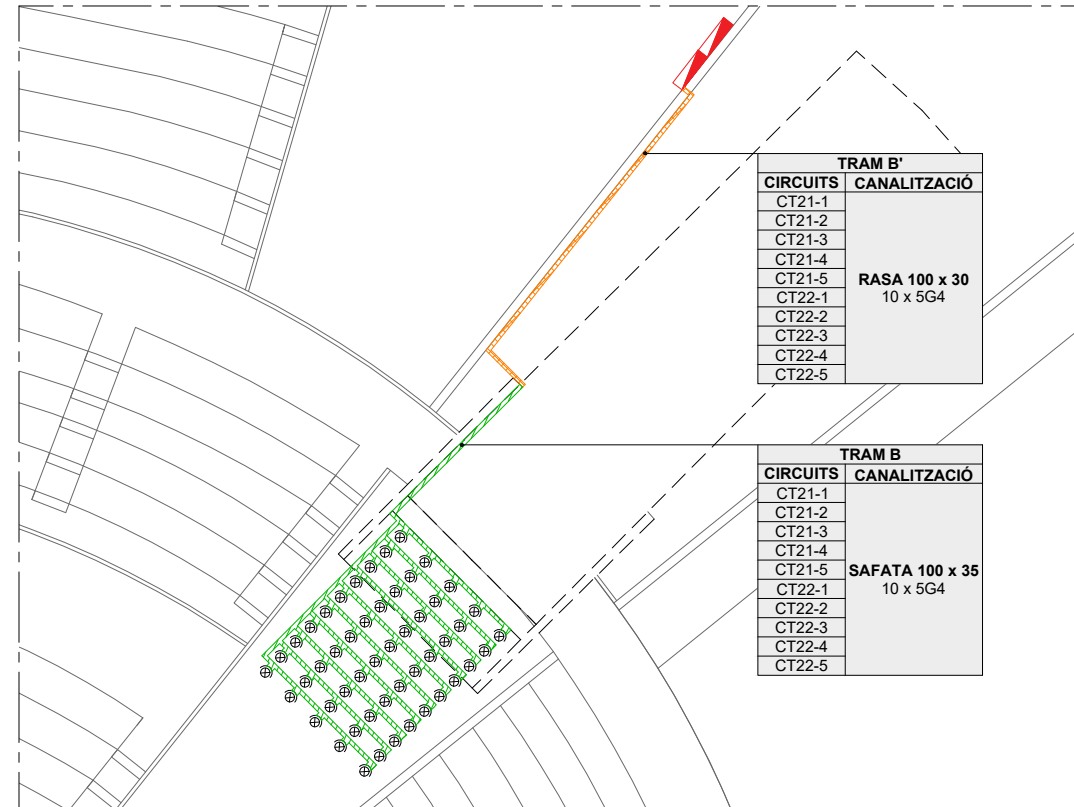 TRAM B'
CIRCUITS CANALITZACIÓ
CT21-1
CT21-2
CT21-3
CT21-4
CT21-5
CT22-1
CT22-2
CT22-3
CT22-4
CT22-5
RASA 100 x 30
10 x 5G4
TRAM B
CIRCUITS CANALITZACIÓ
CT21-1
CT21-2
CT21-3
CT21-4
CT21-5
CT22-1
CT22-2
CT22-3
CT22-4
CT22-5
SAFATA 100 x 35
10 x 5G4